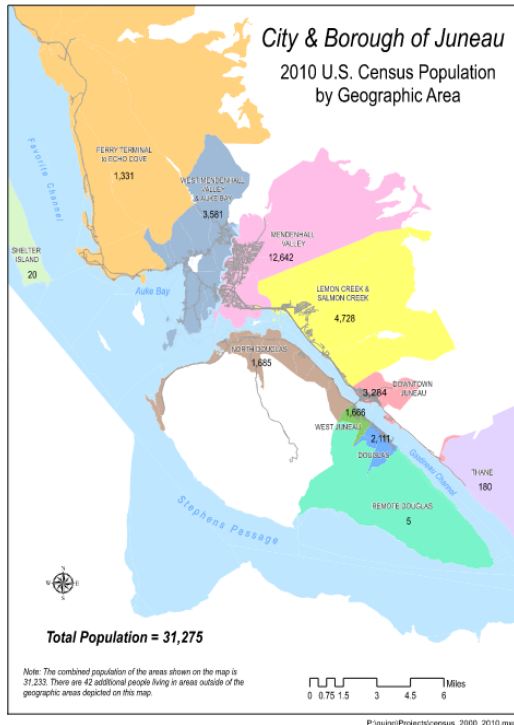 City & Borough of Juneau
2010 U.S. Census Population
by Geographic Area
FERRY TERMINAL
to ECHO COVE
1,331
Favorite Channel
WEST MENDENHALL
VALLEY
& AUKE BAY
3,581
MENDENHALL
VALLEY
12,642
SHELTER
ISLAND
20
Auke Bay
LEMON CREEK &
SALMON CREEK
4,728
NORTH DOUGLAS
1,685
DOWNTOWN
JUNEAU
3,284
1,666
WEST JUNEAU
2,111
DOUGLAS
Gastineau Channel
THANE
180
REMOTE DOUGLAS
5
Stephens Passage
N
W
E
S
Total Population = 31,275
Note: The combined population of the areas shown on the map is
31,233. There are 42 additional people living in areas outside of the
geographic areas depicted on this map.
0 0.75 1.5 3 4.5 6
Miles